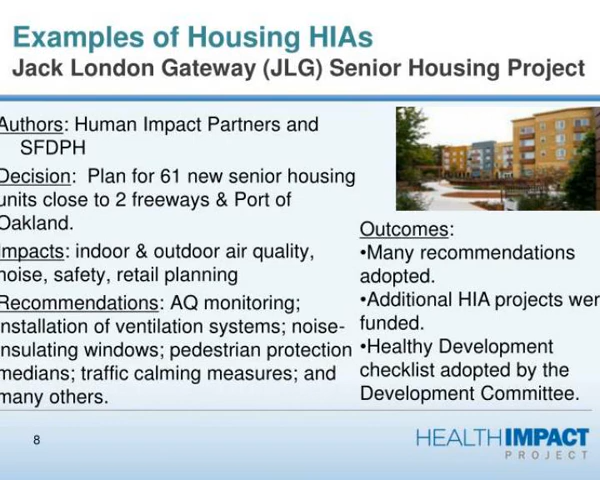 Examples of Housing HIAs
Jack London Gateway (JLG) Senior Housing Project
Authors: Human Impact Partners and
SFDPH
Decision: Plan for 61 new senior housing
units close to 2 freeways & Port of
Oakland.
Impacts: indoor & outdoor air quality,
noise, safety, retail planning
Recommendations: AQ monitoring;
installation of ventilation systems; noise-
insulating windows; pedestrian protection
medians; traffic calming measures; and
many others.
Outcomes:
•Many recommendations
adopted.
•Additional HIA projects wer
funded.
•Healthy Development
checklist adopted by the
Development Committee.
8
HEALTHIMPACT
PROJECT